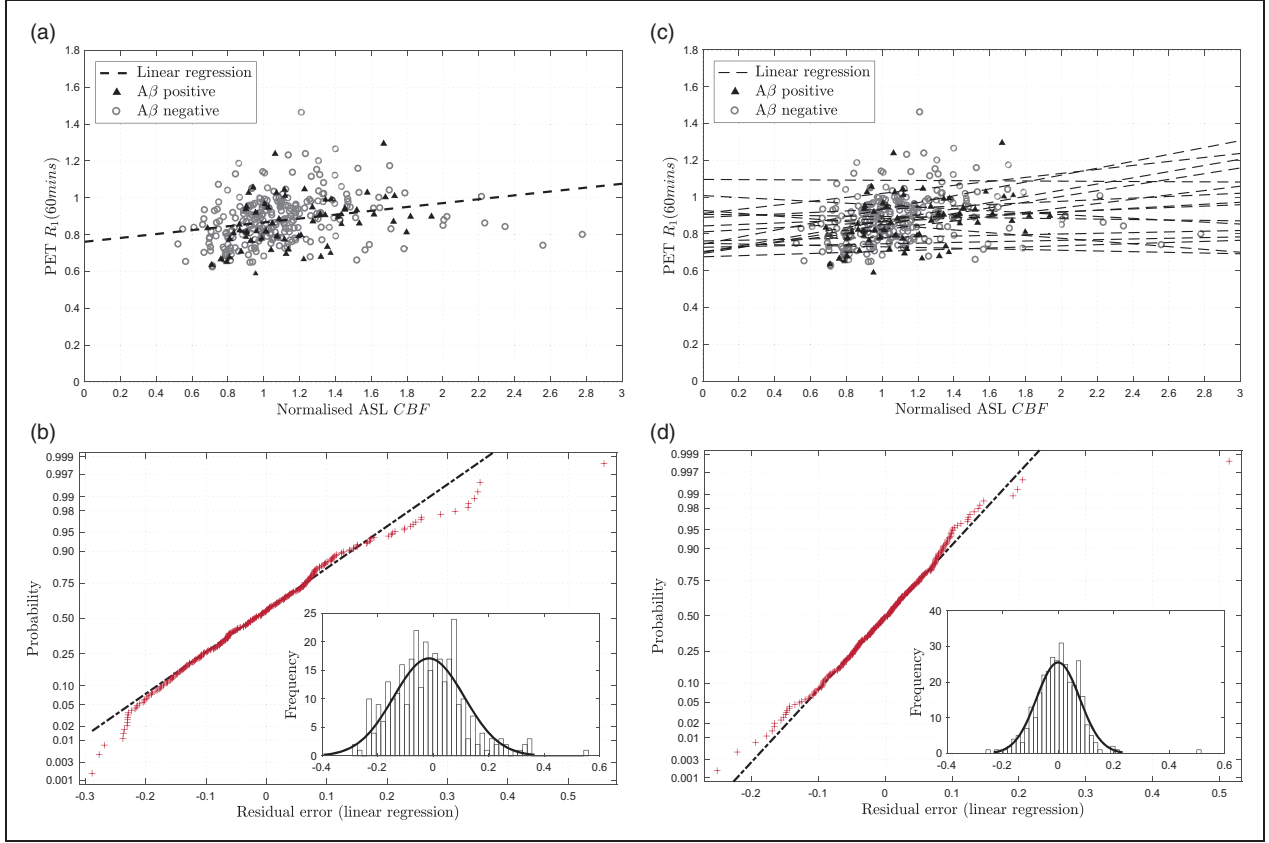 (a)
1.8
1.6
1.4
1.2
1
0.8
0.6
0.4
0.2
0
PET R1(60mins)
Linear regression
Aβ positive
Aβ negative
0 0.2 0.4 0.6 0.8 1 1.2 1.4 1.6 1.8 2 2.2 2.4 2.6 2.8 3
Normalised ASL CBF
(c)
1.8
1.6
1.4
1.2
1
0.8
0.6
0.4
0.2
0
PET R1(60mins)
Linear regression
Aβ positive
Aβ negative
0 0.2 0.4 0.6 0.8 1 1.2 1.4 1.6 1.8 2 2.2 2.4 2.6 2.8 3
Normalised ASL CBF
(b)
0.999
0.997
0.99
0.98
0.95
0.90
0.75
0.50
0.25
0.10
0.05
0.02
0.01
0.003
0.001
Probability
25
20
15
10
5
0
Frequency
-0.4 -0.2 0 0.2 0.4 0.6
-0.3 -0.2 -0.1 0 0.1 0.2 0.3 0.4 0.5
Residual error (linear regression)
(d)
0.999
0.997
0.99
0.98
0.95
0.90
0.75
0.50
0.25
0.10
0.05
0.02
0.01
0.003
0.001
Probability
40
30
20
10
0
Frequency
-0.4 -0.2 0 0.2 0.4 0.6
-0.2 -0.1 0 0.1 0.2 0.3 0.4 0.5
Residual error (linear regression)